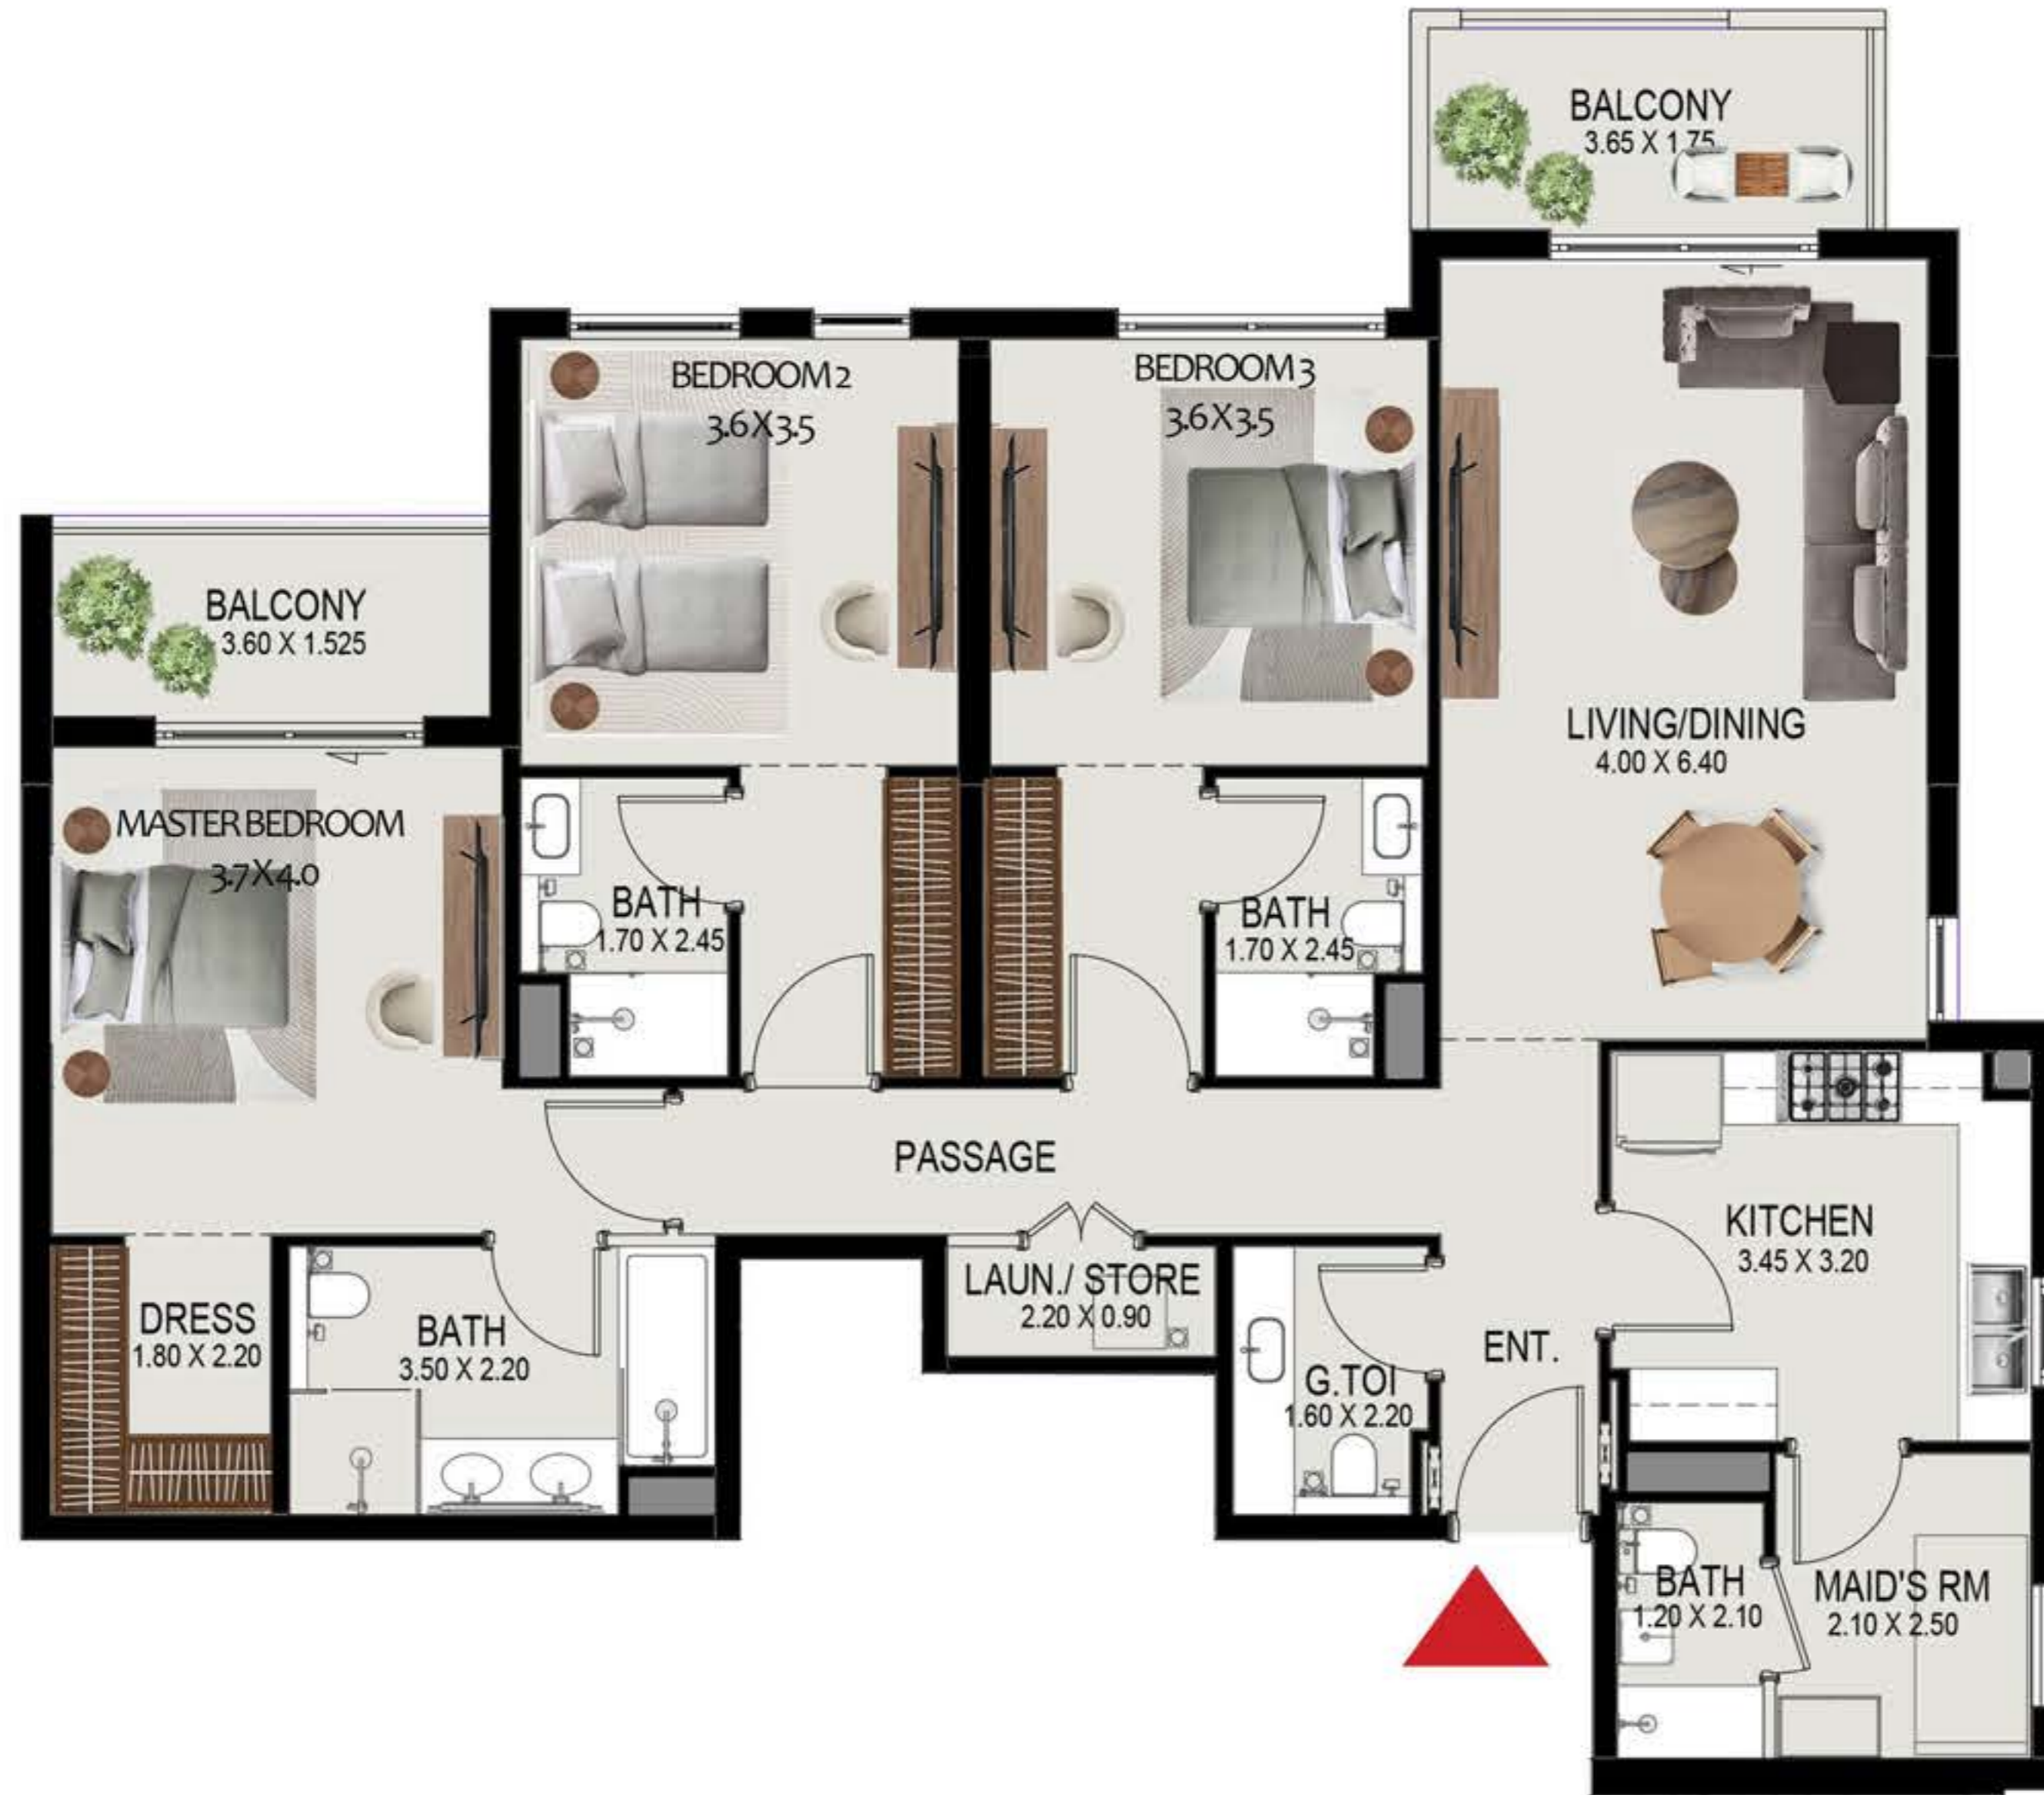 BALCONY
3.65 X 1.75
BEDROOM 2
3.6X3.5
BEDROOM 3
3.6X3.5
BALCONY
3.60 X 1.525
LIVING/DINING
4.00 X 6.40
MASTER BEDROOM
3.7X4.0
BATH
1.70 X 2.45
BATH
1.70 X 2.45
PASSAGE
KITCHEN
3.45 X 3.20
DRESS
1.80 X 2.20
BATH
3.50 X 2.20
LAUN./ STORE
2.20 X 0.90
G.TOI
1.60 X 2.20
ENT.
BATH
1.20 X 2.10
MAID'S RM
2.10 X 2.50